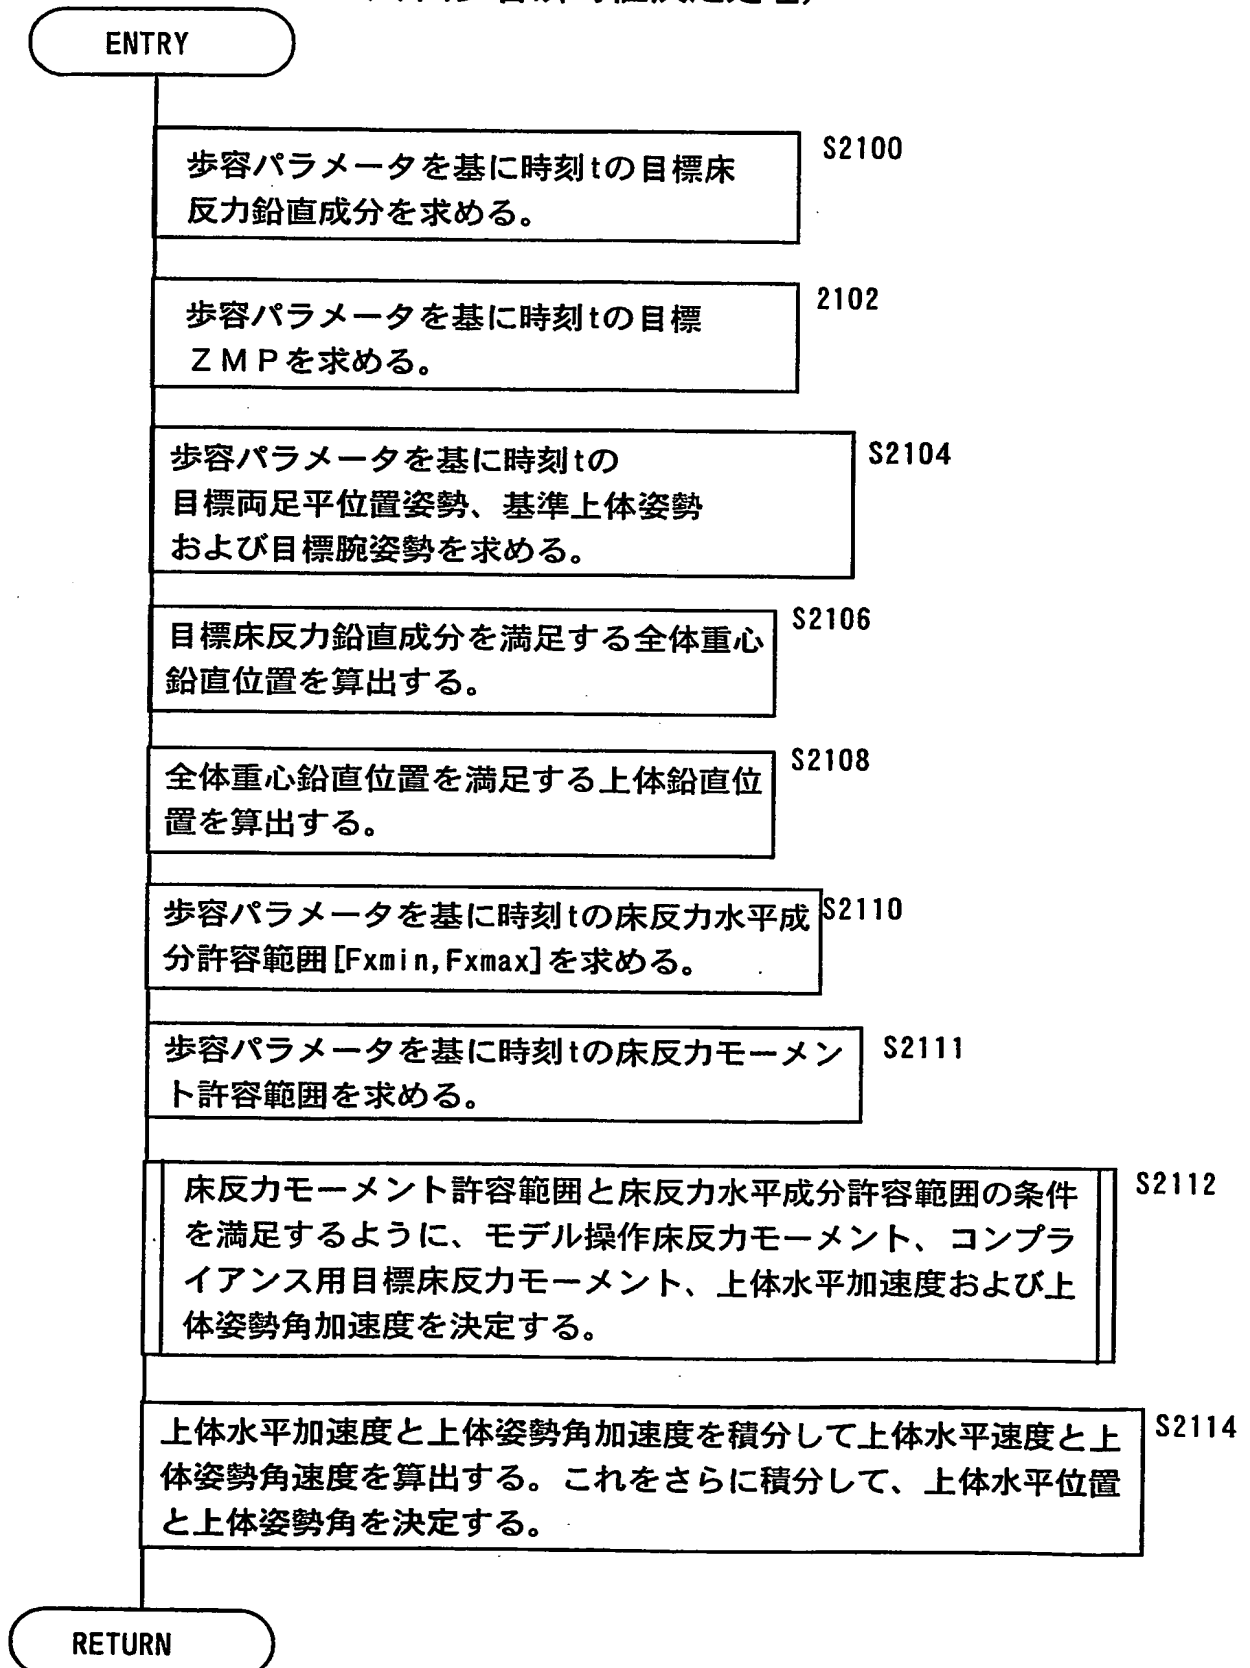 ENTRY
歩容パラメータを基に時刻tの目標床
反力鉛直成分を求める。
S2100
歩容パラメータを基に時刻tの目標
ＺＭＰを求める。
2102
歩容パラメータを基に時刻tの
目標両足平位置姿勢、基準上体姿勢
および目標腕姿勢を求める。
S2104
目標床反力鉛直成分を満足する全体重心
鉛直位置を算出する。
S2106
全体重心鉛直位置を満足する上体鉛直位
置を算出する。
S2108
歩容パラメータを基に時刻tの床反力水平成
分許容範囲[Fxmin,Fxmax]を求める。
S2110
歩容パラメータを基に時刻tの床反力モーメン
ト許容範囲を求める。
S2111
床反力モーメント許容範囲と床反力水平成分許容範囲の条件
を満足するように、モデル操作床反力モーメント、コンプラ
イアンス用目標床反力モーメント、上体水平加速度および上
体姿勢角加速度を決定する。
S2112
上体水平加速度と上体姿勢角加速度を積分して上体水平速度と上
体姿勢角速度を算出する。これをさらに積分して、上体水平位置
と上体姿勢角を決定する。
S2114
RETURN